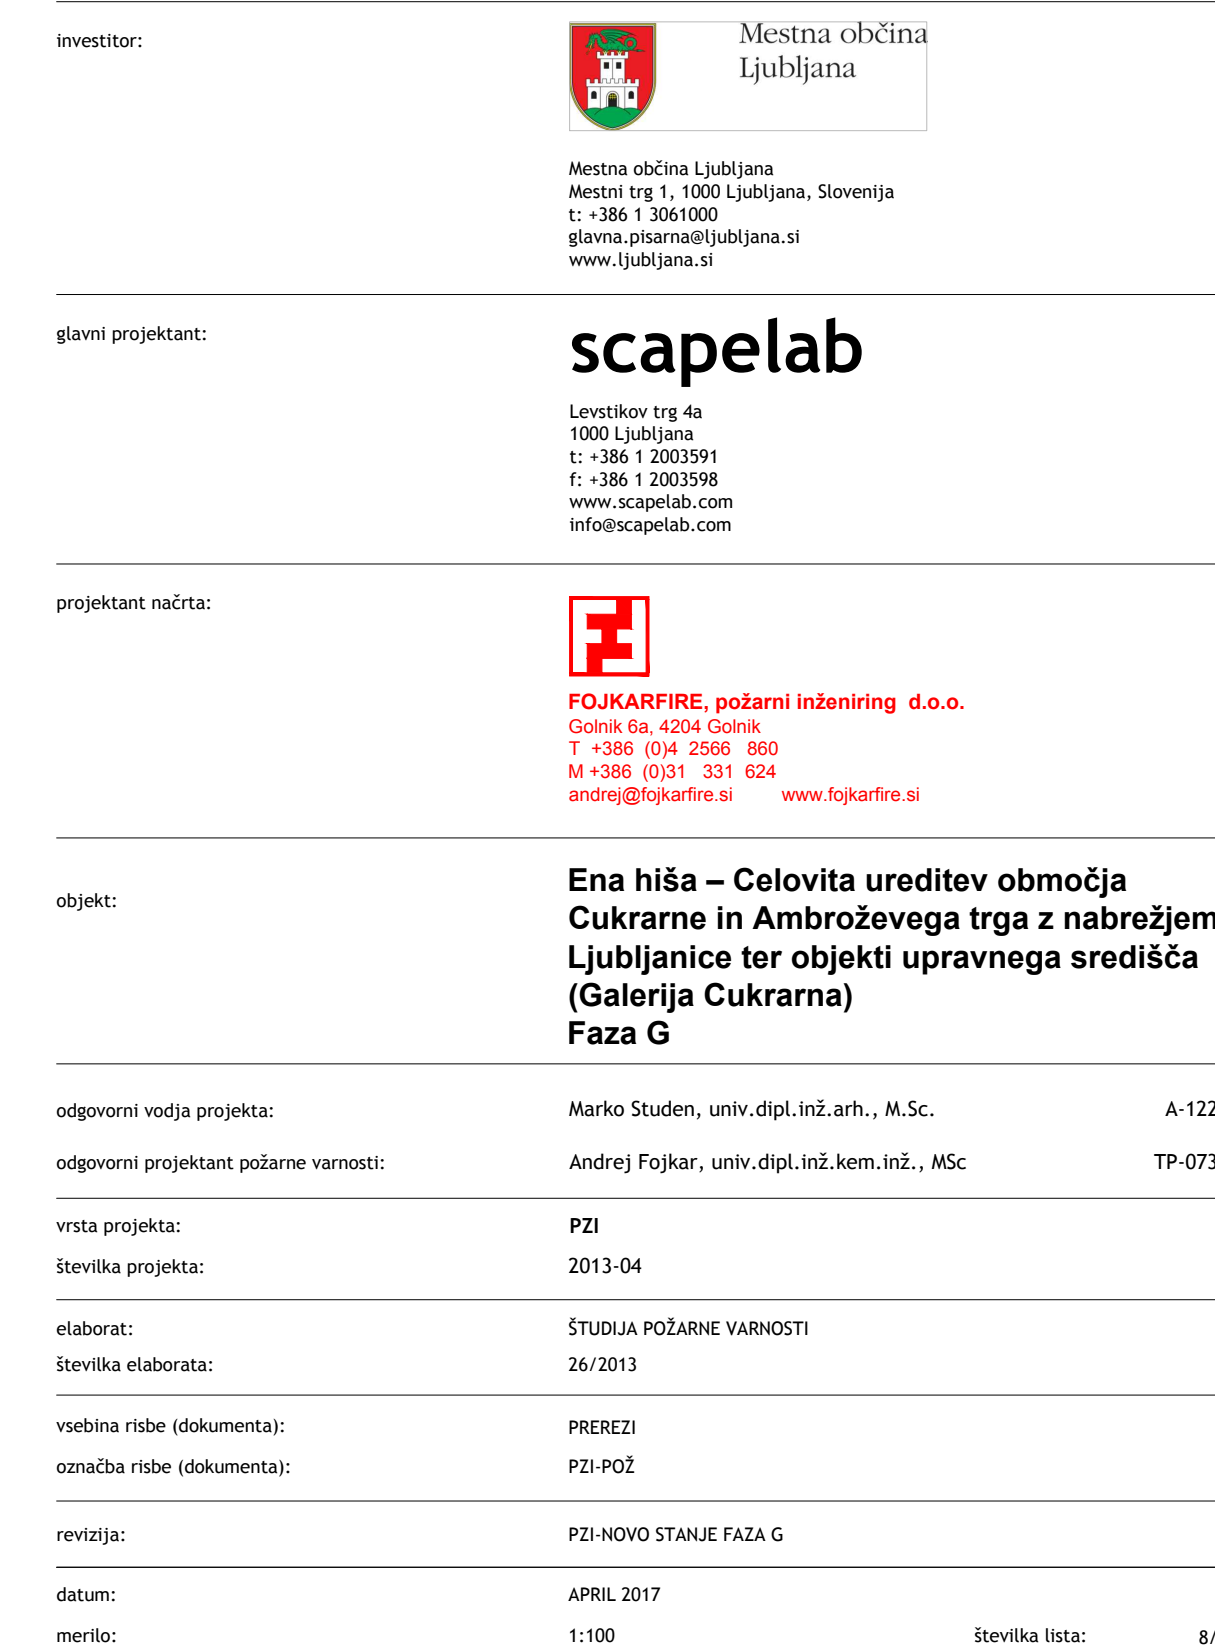 investitor:
Mestna občina
Ljubljana
Mestna občina Ljubljana
Mestni trg 1, 1000 Ljubljana, Slovenija
t: +386 1 3061000
glavna.pisarna@ljubljana.si
www.ljubljana.si
glavni projektant:
scapelab
Levstikov trg 4a
1000 Ljubljana
t: +386 1 2003591
f: +386 1 2003598
www.scapelab.com
info@scapelab.com
projektant načrta:
FOJKARFIRE, požarni inženiring d.o.o.
Golnik 6a, 4204 Golnik
T +386 (0)4 2566 860
M +386 (0)31 331 624
andrej@fojkarfire.si www.fojkarfire.si
objekt:
Ena hiša – Celovita ureditev območja
Cukrarne in Ambroževega trga z nabrežjem
Ljubljanice ter objekti upravnega središča
(Galerija Cukrarna)
Faza G
odgovorni vodja projekta: Marko Studen, univ.dipl.inž.arh., M.Sc. A-122
odgovorni projektant požarne varnosti: Andrej Fojkar, univ.dipl.inž.kem.inž., MSc TP-073
vrsta projekta: PZI
številka projekta: 2013-04
elaborat: ŠTUDIJA POŽARNE VARNOSTI
številka elaborata: 26/2013
vsebina risbe (dokumenta): PREREZI
označba risbe (dokumenta): PZI-POŽ
revizija: PZI-NOVO STANJE FAZA G
datum: APRIL 2017
merilo: 1:100 številka lista: 8/